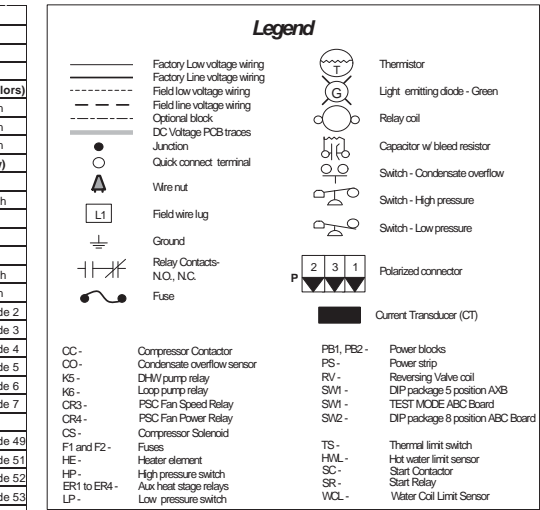 lors)
n
n
n
)
h
h
n
de 2
de 3
de 4
de 5
de 6
de 7
de 49
de 51
de 52
de 53
Legend
Factory Low voltage wiring
Factory Line voltage wiring
Field low voltage wiring
Field line voltage wiring
Optional block
DC Voltage PCB traces
Junction
Quick connect terminal
Wire nut
L1 Field wire lug
Ground
Relay Contacts-
N.O., N.C.
Fuse
T Thermistor
G Light emitting diode - Green
Relay coil
Capacitor w/ bleed resistor
Switch - Condensate overflow
Switch - High pressure
Switch - Low pressure
P 2 3 1 Polarized connector
Current Transducer (CT)
CC - Compressor Contactor
CO - Condensate overflow sensor
K5 - DHW pump relay
K6 - Loop pump relay
CR3 - PSC Fan Speed Relay
CR4 - PSC Fan Power Relay
CS - Compressor Solenoid
F1 and F2 - Fuses
HE - Heater element
HP - High pressure switch
ER1 to ER4 - Aux heat stage relays
LP - Low pressure switch
PB1, PB2 - Power blocks
PS - Power strip
RV - Reversing Valve coil
SW1 - DIP package 5 position AXB
SW1 - TEST MODE ABC Board
SW2 - DIP package 8 position ABC Board
TS - Thermal limit switch
HWL - Hot water limit sensor
SC - Start Contactor
SR - Start Relay
WCL - Water Coil Limit Sensor